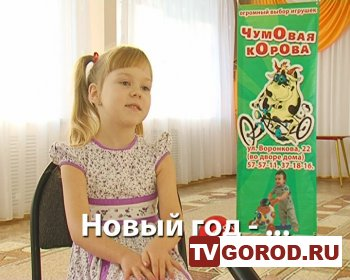 огромный выбор игрушек
ЧумОвая
кОрова
ул. Воронкова, 22
(во дворе дома)
57-57-11, 37-18-16.
Новый год - ...
TVGOROD.RU